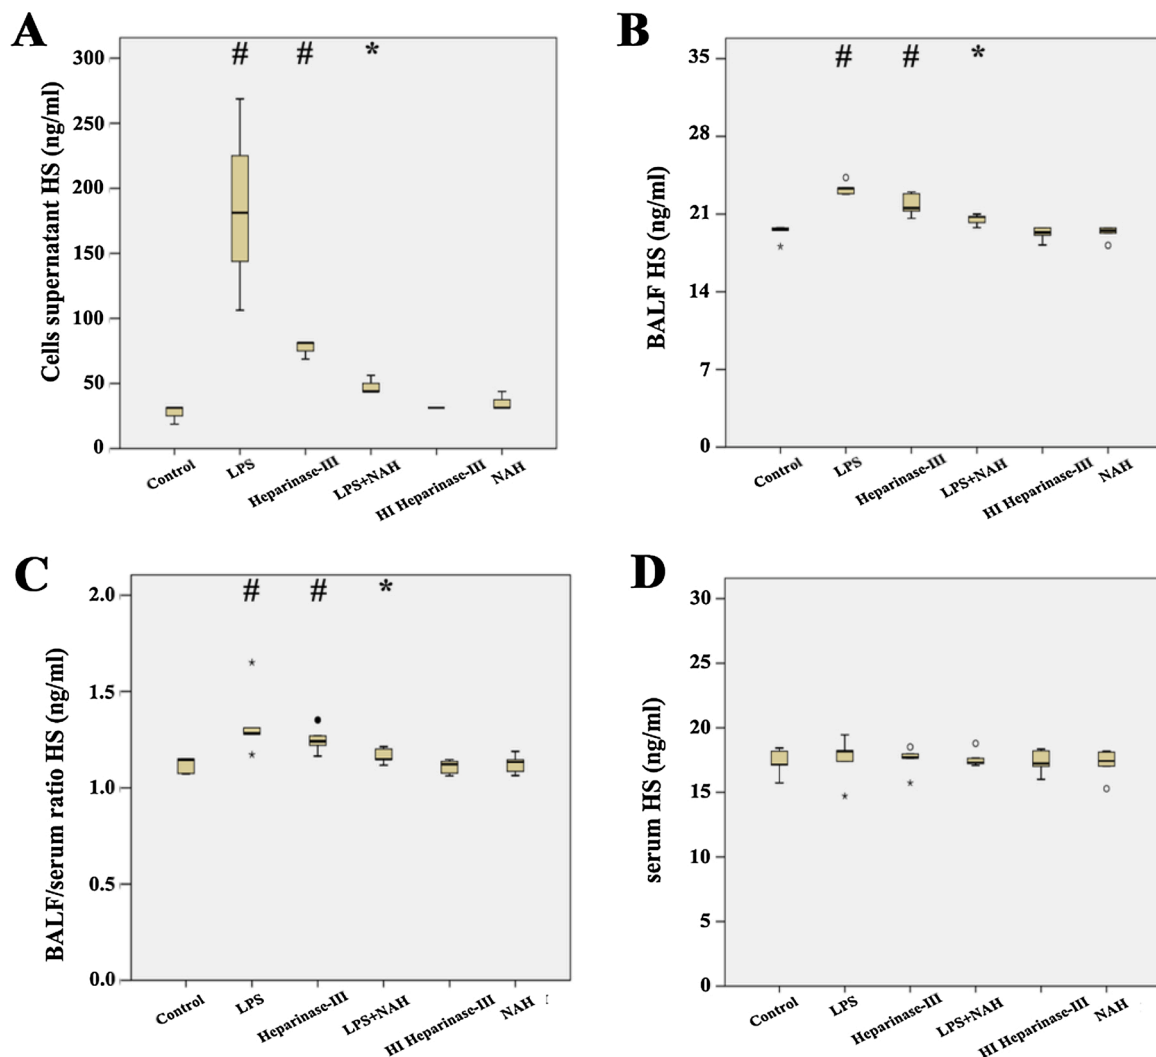 A
Cells supernatant HS (ng/ml)
300
250
200
150
100
50
0
# # *
Control LPS Heparinase-III LPS+NAH HI Heparinase-III NAH
B
BALF HS (ng/ml)
35
28
21
14
7
0
# # *
Control LPS Heparinase-III LPS+NAH HI Heparinase-III NAH
C
BALF/serum ratio HS (ng/ml)
2.0
1.5
1.0
0.5
0.0
# # *
Control LPS Heparinase-III LPS+NAH HI Heparinase-III NAH
D
serum HS (ng/ml)
30
25
20
15
10
5
0
Control LPS Heparinase-III LPS+NAH HI Heparinase-III NAH